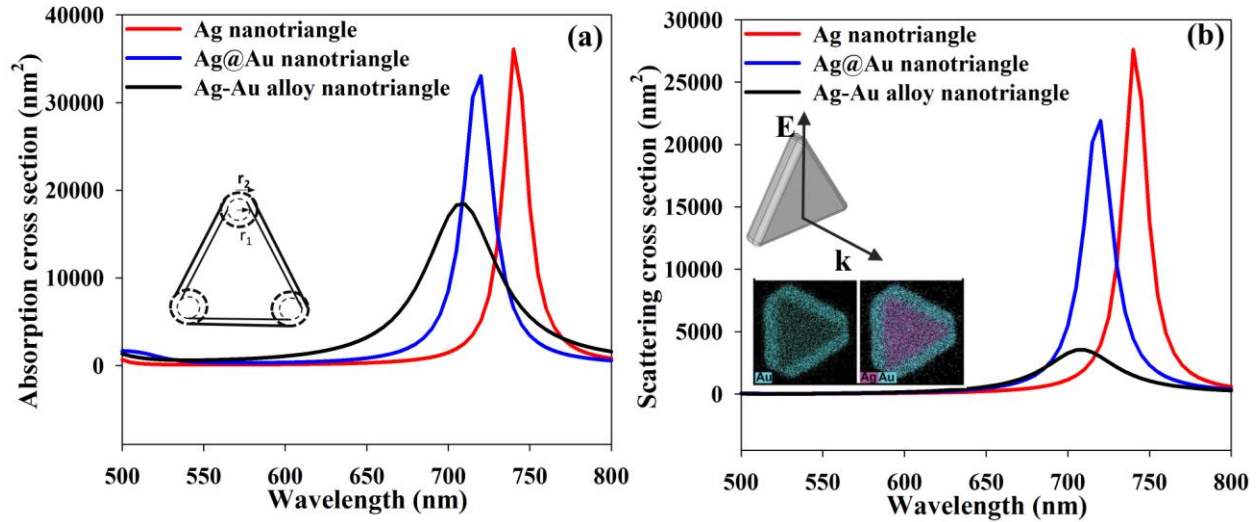 (a)
Ag nanotriangle
Ag@Au nanotriangle
Ag-Au alloy nanotriangle
Absorption cross section (nm²)
40000
30000
20000
10000
0
r₂
r₁
500 550 600 650 700 750 800
Wavelength (nm)
(b)
Ag nanotriangle
Ag@Au nanotriangle
Ag-Au alloy nanotriangle
Scattering cross section (nm²)
30000
25000
20000
15000
10000
5000
0
E
k
Au
Ag Au
500 550 600 650 700 750 800
Wavelength (nm)